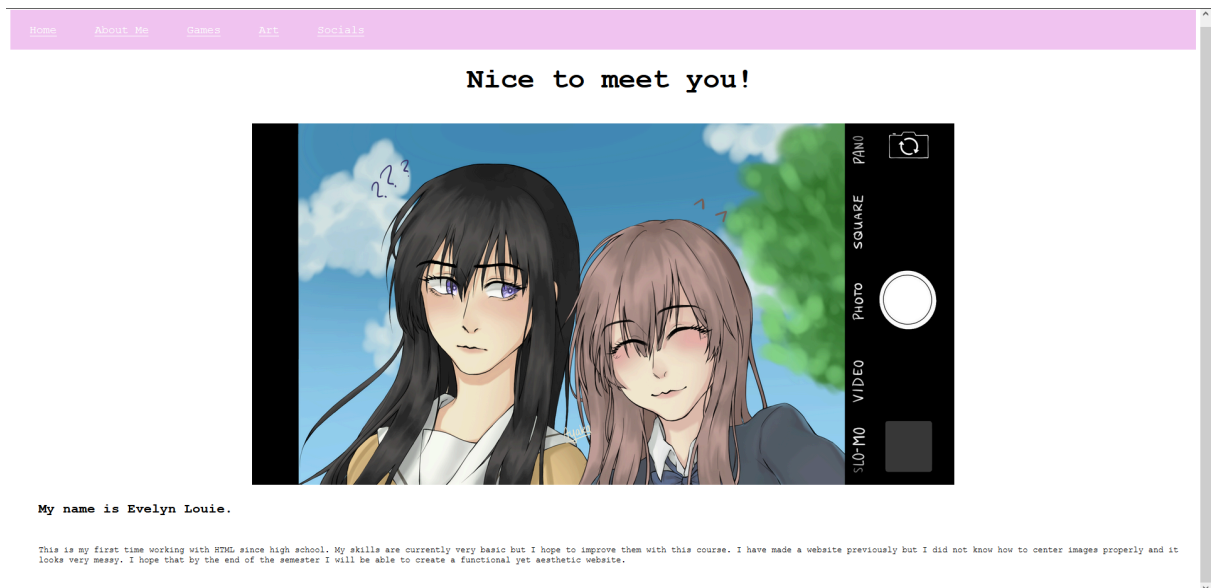 Home About Me Games Art Socials
Nice to meet you!
???
PANO
SQUARE
PHOTO
VIDEO
SLO-MO
My name is Evelyn Louie.
This is my first time working with HTML since high school. My skills are currently very basic but I hope to improve them with this course. I have made a website previously but I did not know how to center images properly and it
looks very messy. I hope that by the end of the semester I will be able to create a functional yet aesthetic website.